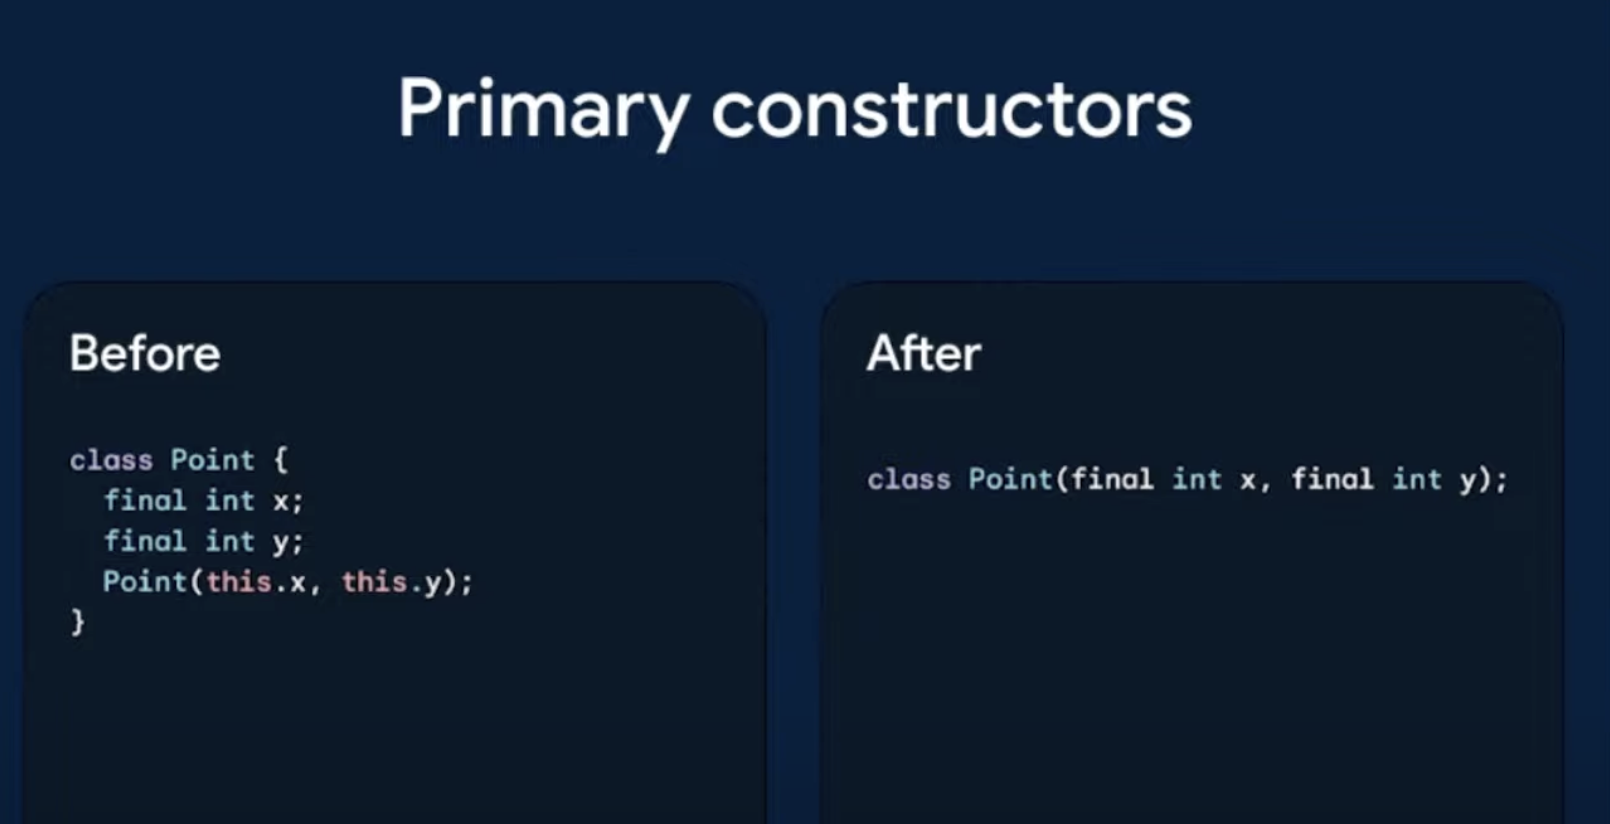 Primary constructors
Before
class Point {
  final int x;
  final int y;
  Point(this.x, this.y);
}
After
class Point(final int x, final int y);